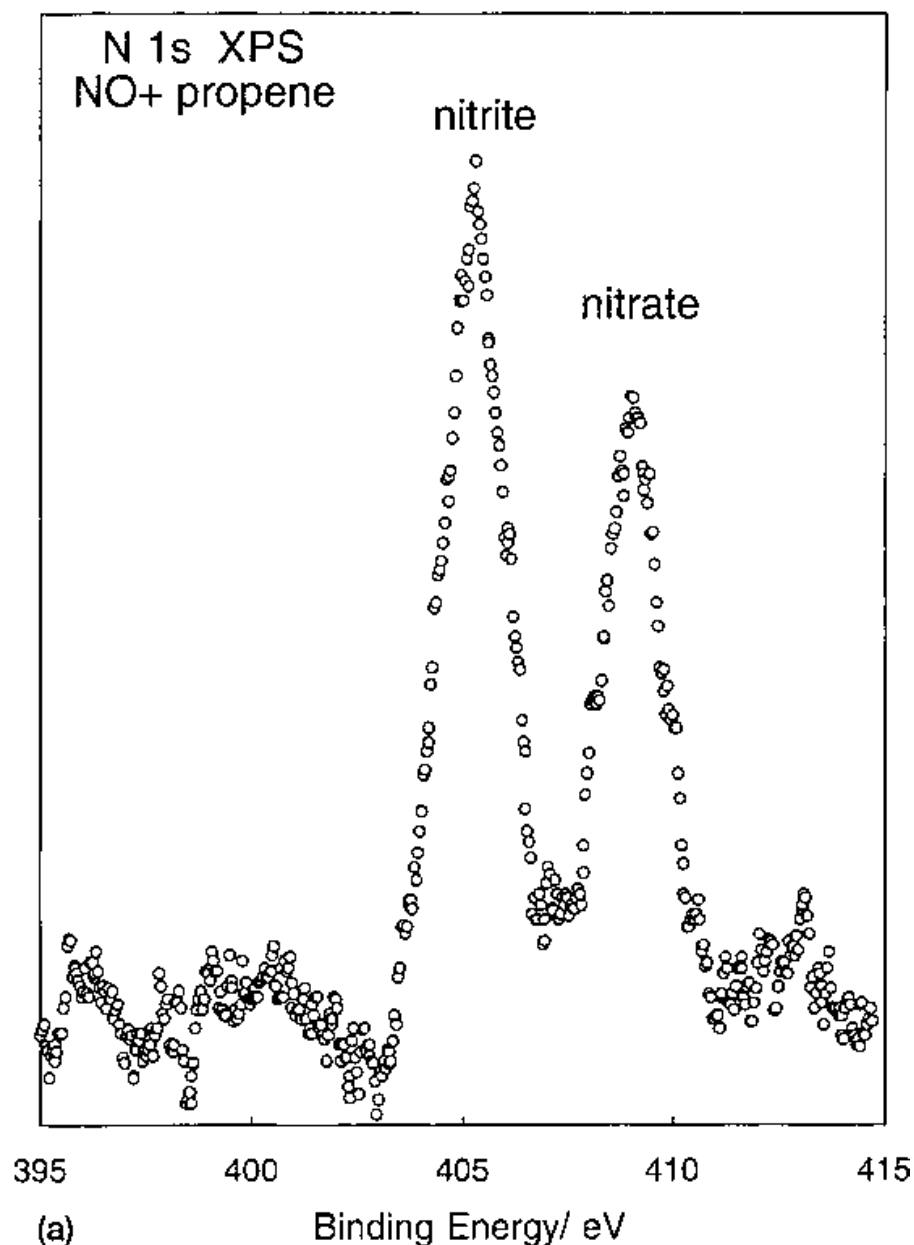 N 1s XPS
NO+ propene
nitrite
nitrate
395 400 405 410 415
(a) Binding Energy/ eV